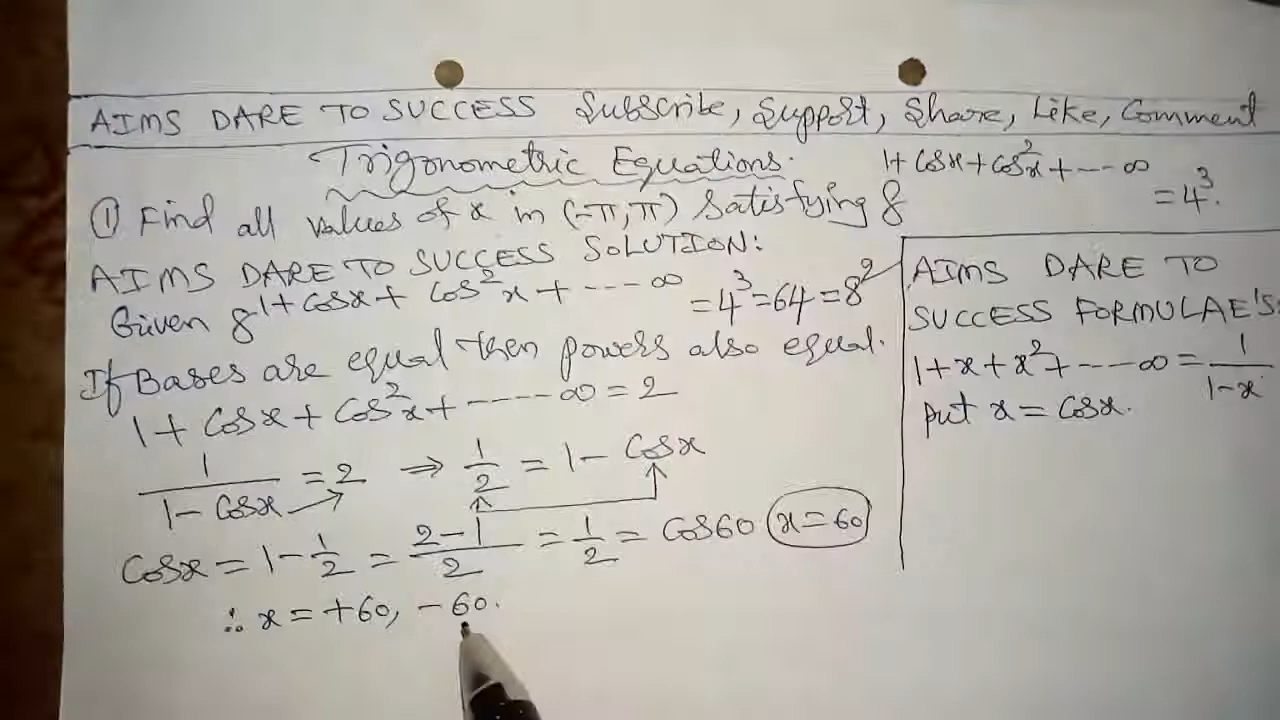 AIMS DARE TO SUCCESS Subscribe, Support, Share, Like, Comment
Trigonometric Equations.
① Find all values of x in (-π, π) Satisfying 8^(1+Cosx+Cos²x+----∞) = 4³.
AIMS DARE TO SUCCESS SOLUTION:
Given 8^(1+Cosx+Cos²x+----∞) = 4³ = 64 = 8²
If Bases are equal then powers also equal.
1 + Cosx + Cos²x + -----∞ = 2
1/(1-Cosx) = 2 ⇒ 1/2 = 1 - Cosx
Cosx = 1 - 1/2 = (2-1)/2 = 1/2 = Cos60 x=60
∴ x = +60, -60.
AIMS DARE TO
SUCCESS FORMULAE'S:
1+x+x²+----∞ = 1/(1-x)
put x = Cosx.